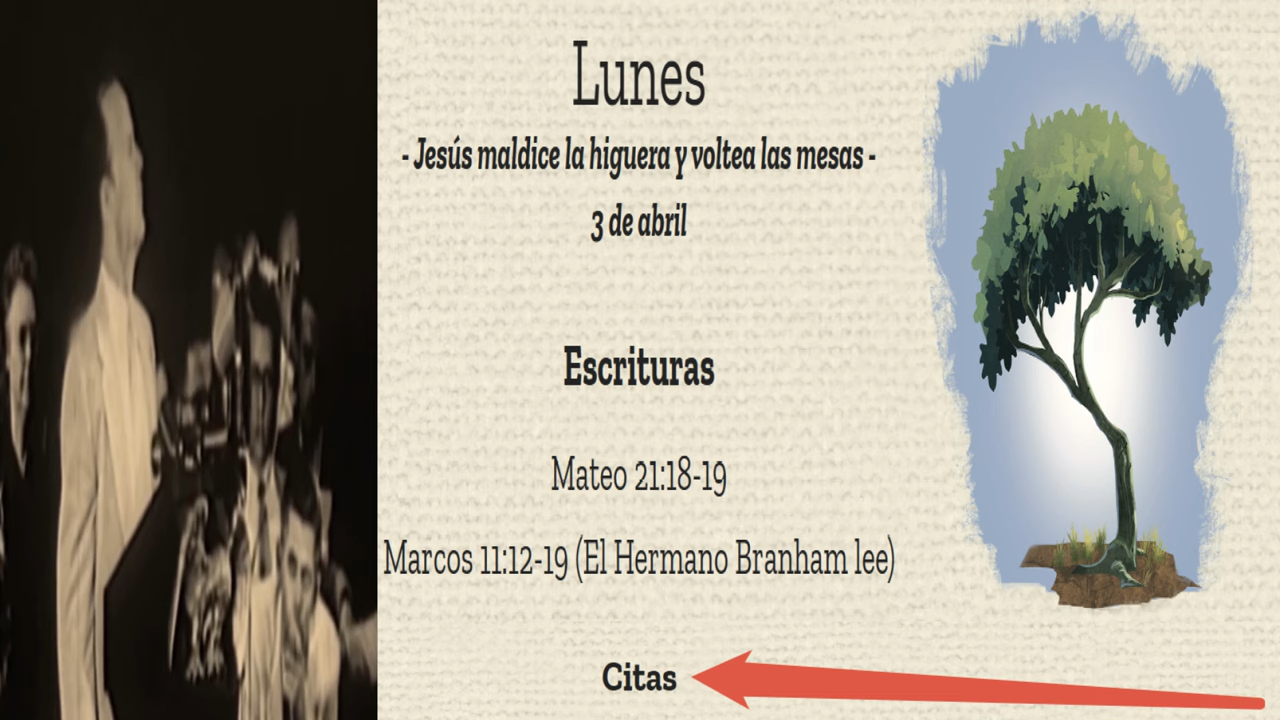 Lunes
- Jesús maldice la higuera y voltea las mesas -
3 de abril
Escrituras
Mateo 21:18-19
Marcos 11:12-19 (El Hermano Branham lee)
Citas